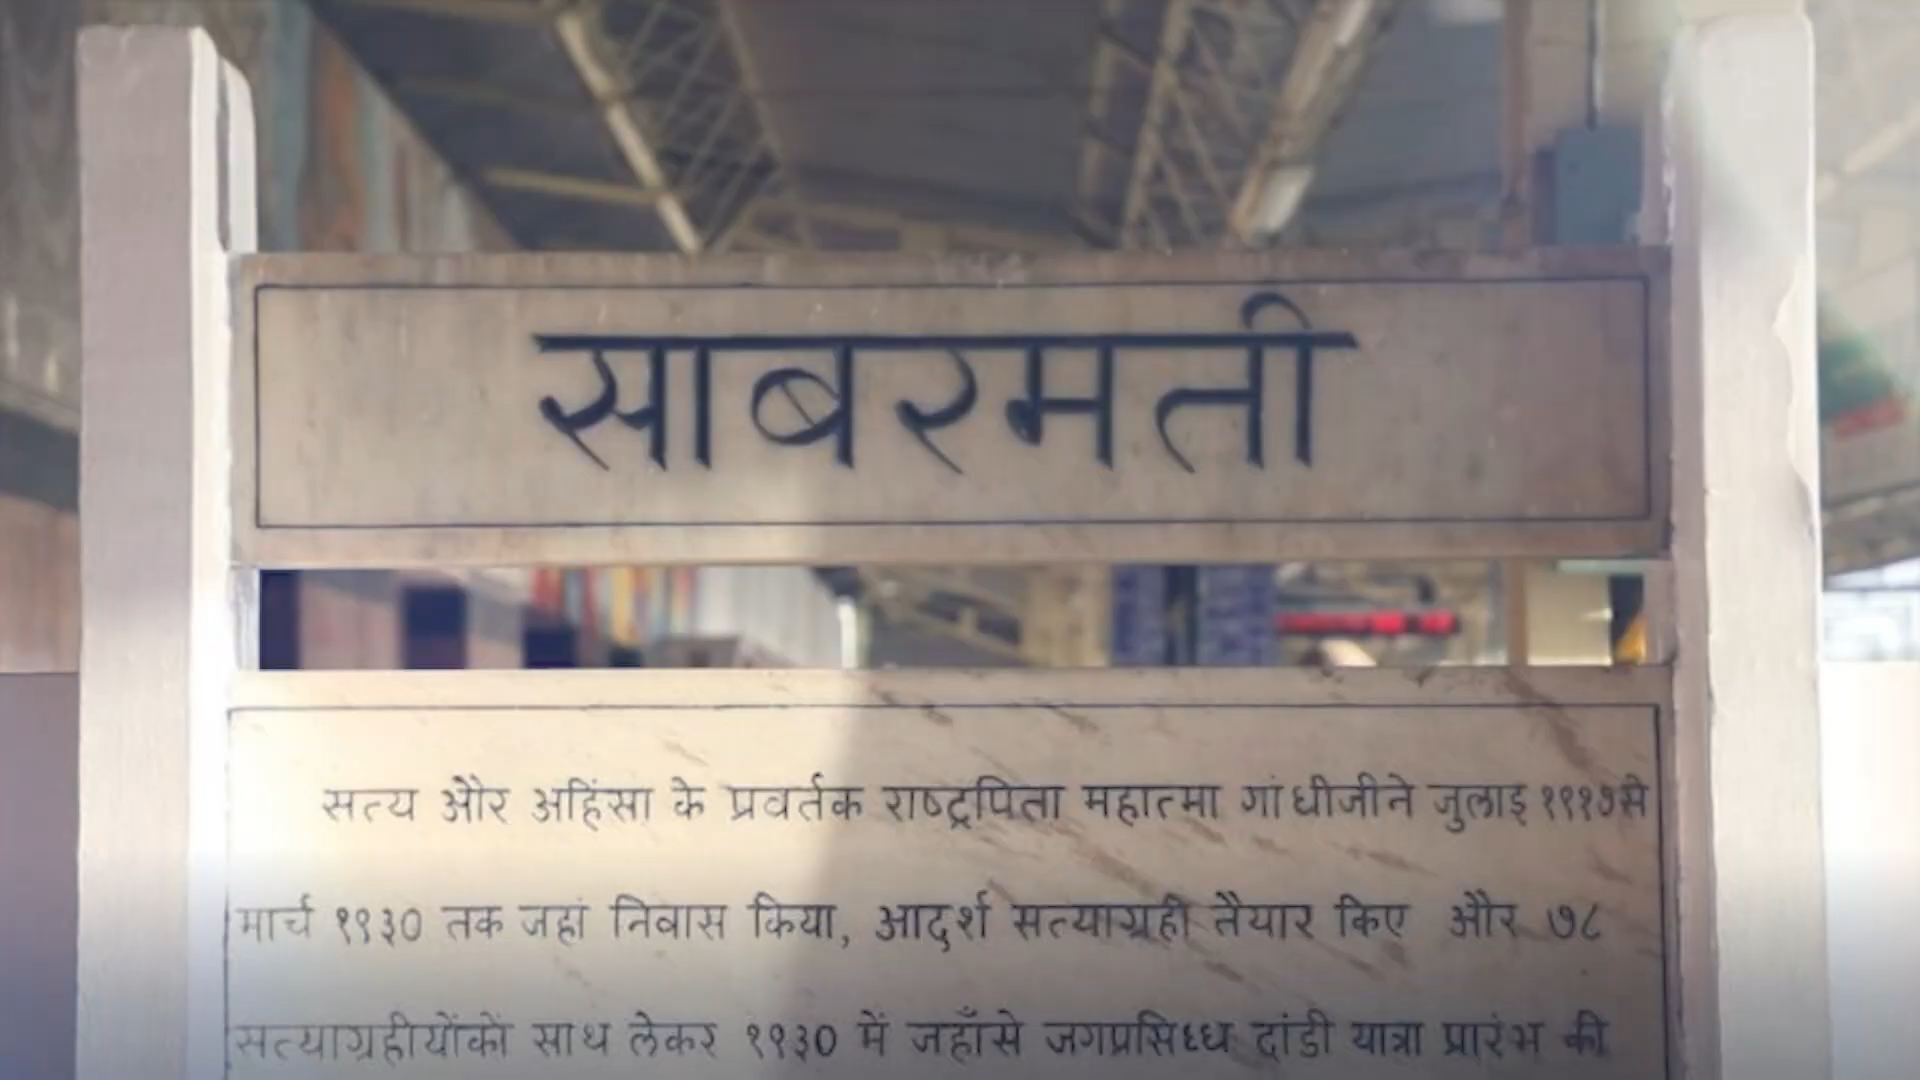 साबरमती
सत्य और अहिंसा के प्रवर्तक राष्ट्रपिता महात्मा गांधीजीने जुलाइ १९१७से
मार्च १९३० तक जहां निवास किया, आदर्श सत्याग्रही तैयार किए और ७८
सत्याग्रहीयोंको साथ लेकर १९३० में जहाँसे जगप्रसिध्ध दांडी यात्रा प्रारंभ की